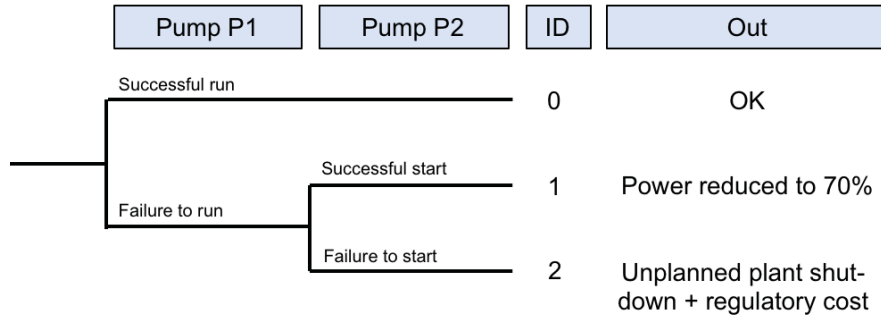 Pump P1 Pump P2 ID Out
Successful run
0 OK
Successful start
1 Power reduced to 70%
Failure to run
Failure to start
2 Unplanned plant shut-
down + regulatory cost